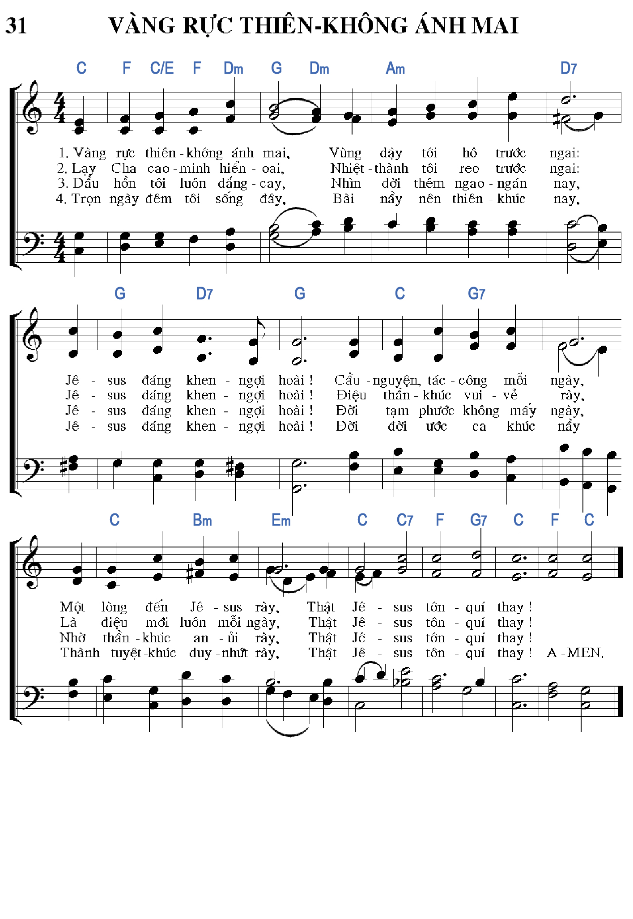 31 VÀNG RỰC THIÊN-KHÔNG ÁNH MAI
C F C/E F Dm G Dm Am D7
1. Vàng rực thiên-không ánh mai, Vùng dậy tôi hô trước ngai:
2. Lạy Cha cao-minh hiển-oai, Nhiệt-thành tôi reo trước ngai:
3. Dẩu hồn tôi luôn đắng-cay, Nhìn đời thêm ngao-ngán nay,
4. Trọn ngày đêm tôi sống đây, Bài nầy nên thiên khúc nay,
G D7 G C G7
Jê - sus đáng khen - ngợi hoài! Cầu-nguyện, tác-công mỗi ngày,
Jê - sus đáng khen - ngợi hoài! Điệu thần-khúc vui-vẻ rày,
Jê - sus đáng khen - ngợi hoài! Đời tạm phước không mấy ngày,
Jê - sus đáng khen - ngợi hoài! Đời đời ước ca khúc nầy
C Bm Em C C7 F G7 C F C
Một lòng đến Jê - sus rày, Thật Jê - sus tôn - quí thay!
Là điệu mới luôn mỗi ngày, Thật Jê - sus tôn - quí thay!
Nhờ thần-khúc an-ủi rày, Thật Jê - sus tôn - quí thay!
Thành tuyệt-khúc duy-nhứt rày, Thật Jê - sus tôn - quí thay! A-MEN.